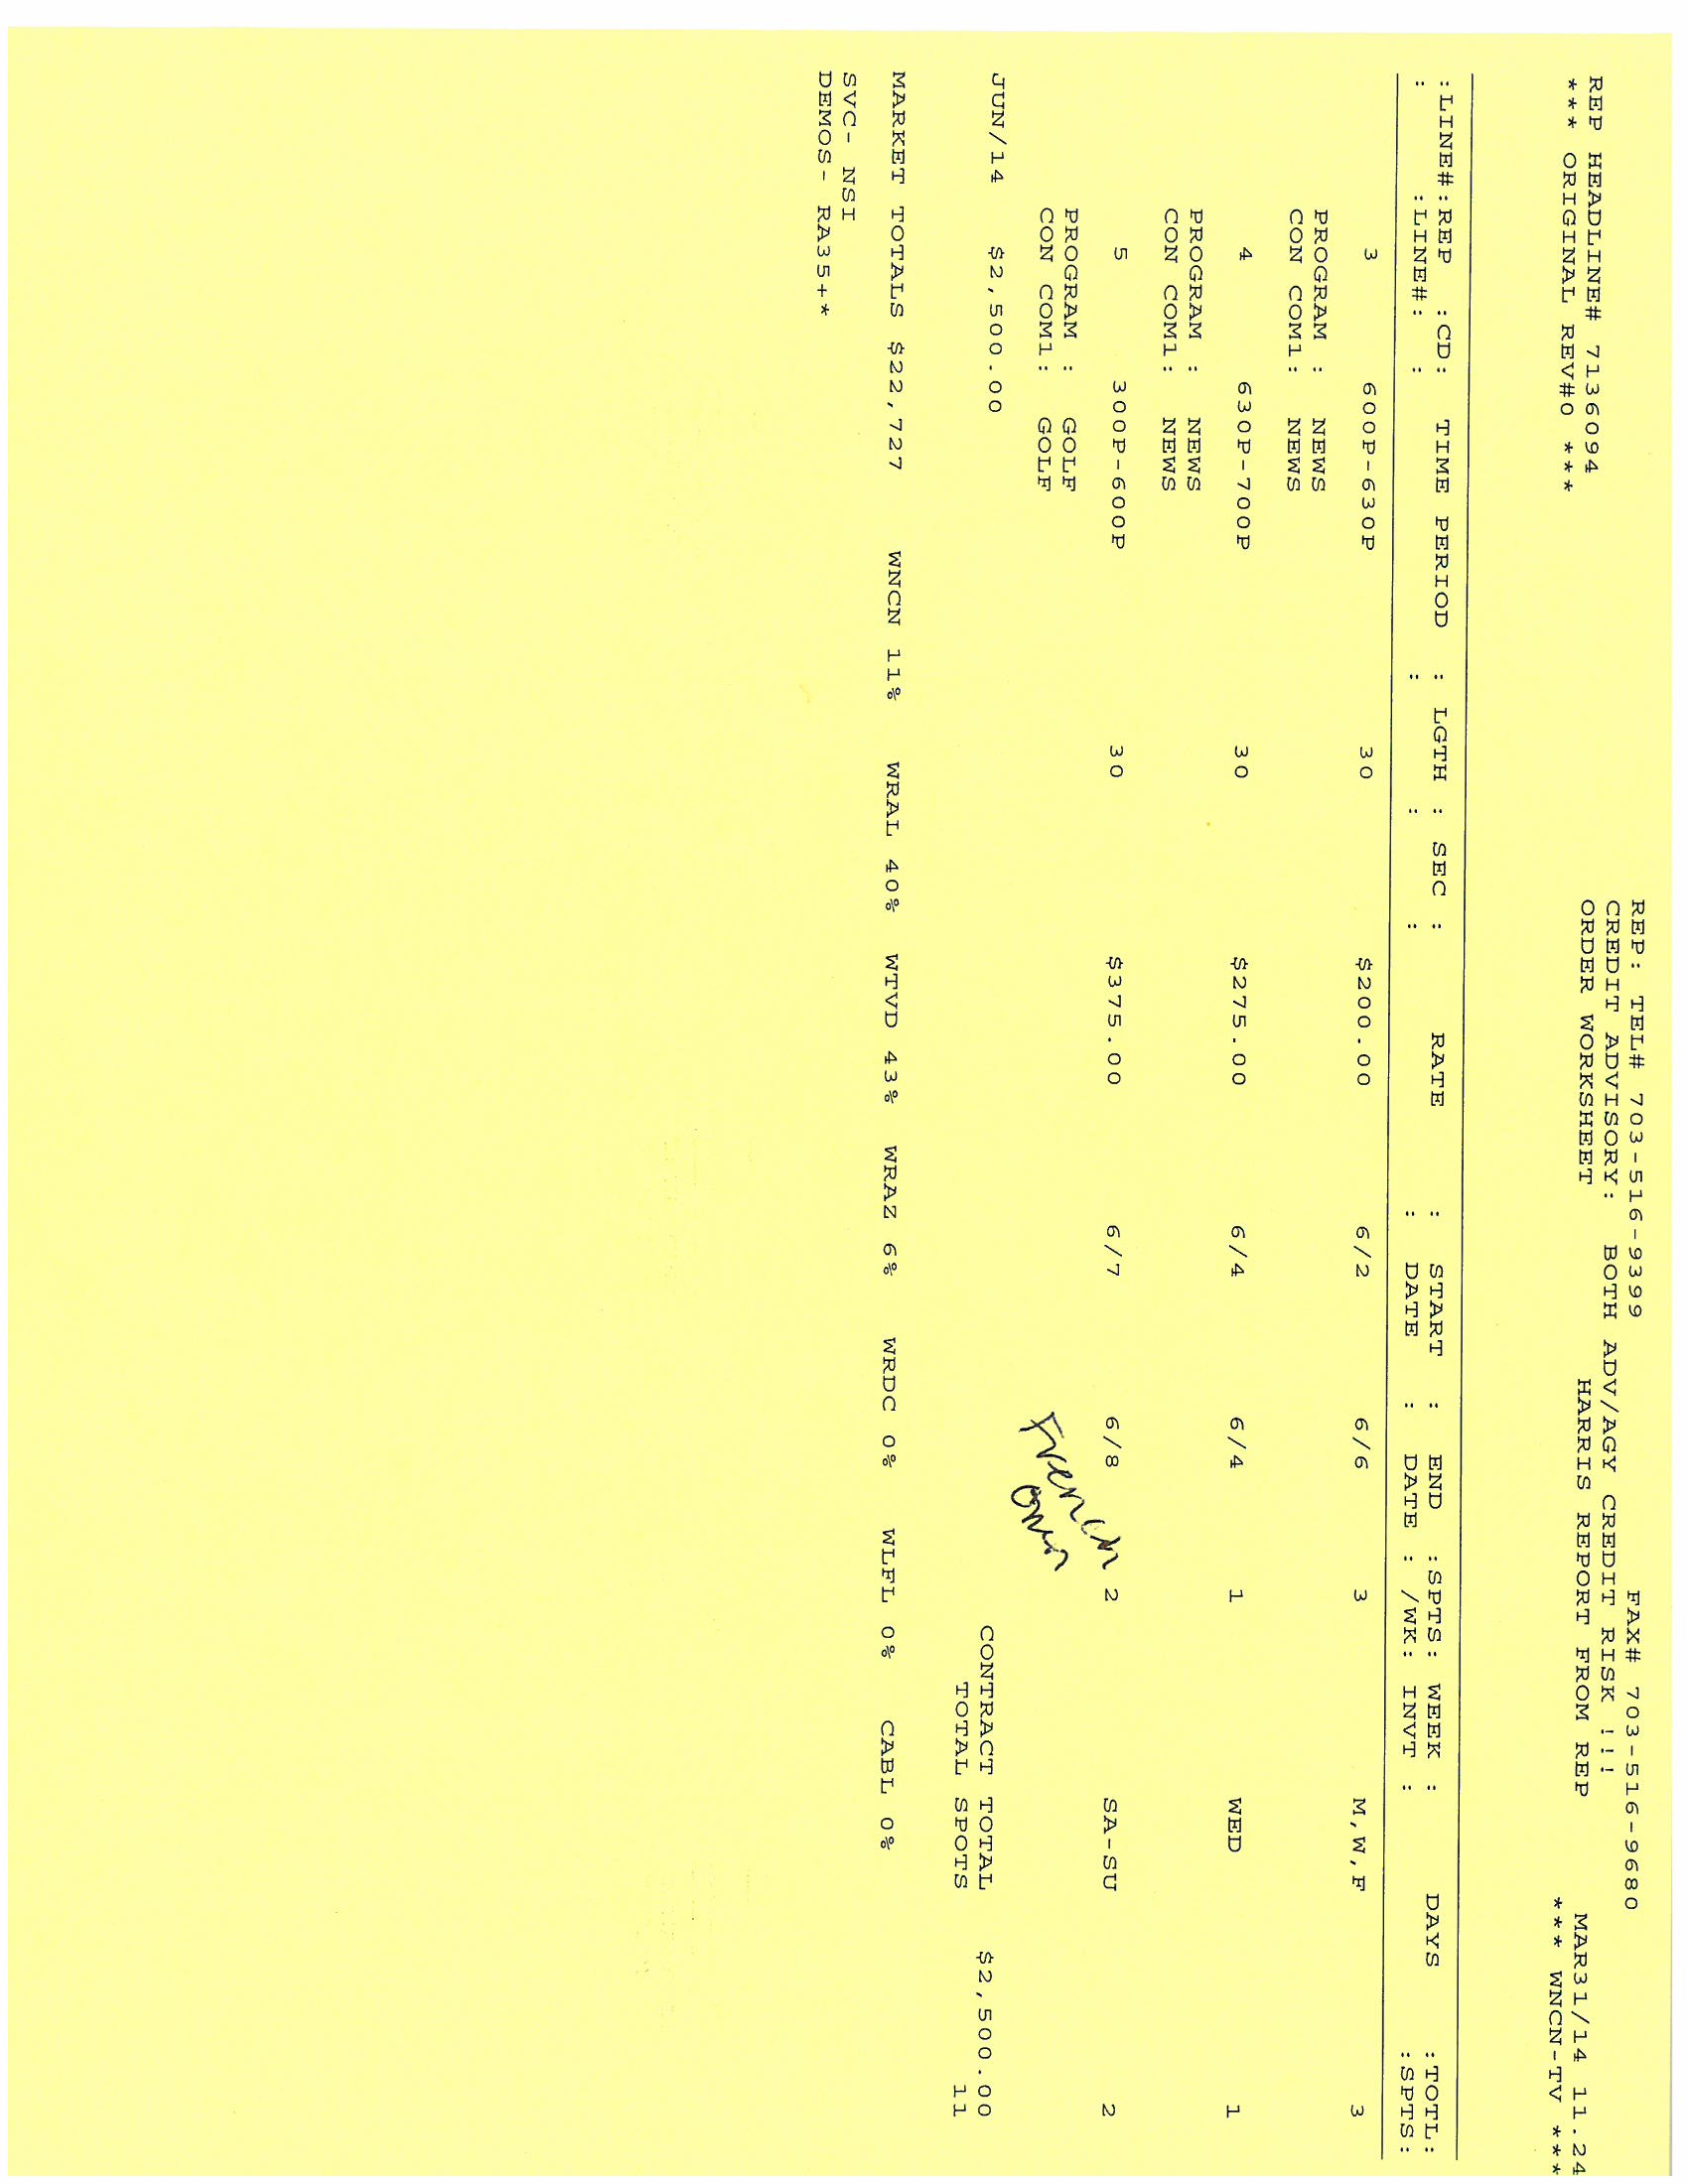 REP: TEL# 703-516-9399 FAX# 703-516-9680
CREDIT ADVISORY: BOTH ADV/AGY CREDIT RISK !!!
REP HEADLINE# 7136094 ORDER WORKSHEET HARRIS REPORT FROM REP MAR31/14 11.24
*** ORIGINAL REV#0 *** *** WNCN-TV ***
:LINE#:REP :CD: TIME PERIOD : LGTH : SEC : RATE : START : END :SPTS: WEEK : DAYS :TOTL:
: :LINE#: : : : : DATE : DATE : /WK: INVT : :SPTS:
3 600P-630P 30 $200.00 6/2 6/6 3 M,W,F 3
PROGRAM : NEWS
CON COM1: NEWS
4 630P-700P 30 $275.00 6/4 6/4 1 WED 1
PROGRAM : NEWS
CON COM1: NEWS
5 300P-600P 30 $375.00 6/7 6/8 2 SA-SU 2
PROGRAM : GOLF
CON COM1: GOLF
French
Open
JUN/14 $2,500.00 CONTRACT TOTAL $2,500.00
TOTAL SPOTS 11
MARKET TOTALS $22,727 WNCN 11% WRAL 40% WTVD 43% WRAZ 6% WRDC 0% WLFL 0% CABL 0%
SVC- NSI
DEMOS- RA35+*